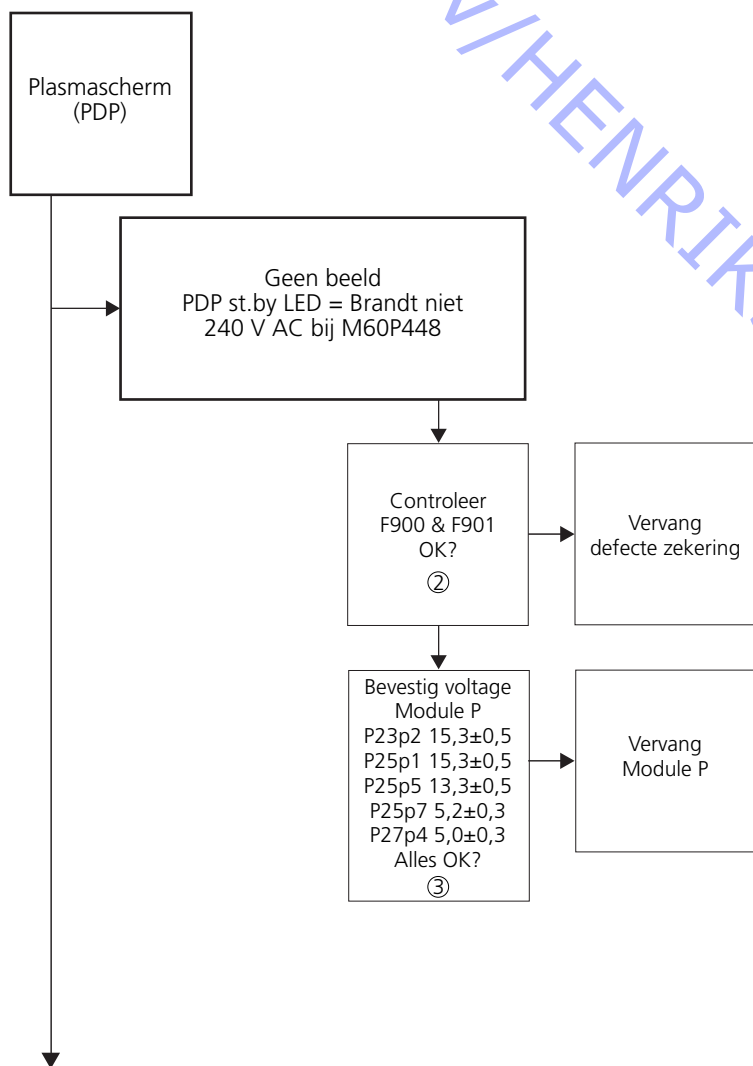 Plasmascherm
(PDP)
Geen beeld
PDP st.by LED = Brandt niet
240 V AC bij M60P448
Controleer
F900 & F901
OK?
②
Vervang
defecte zekering
Bevestig voltage
Module P
P23p2 15,3±0,5
P25p1 15,3±0,5
P25p5 13,3±0,5
P25p7 5,2±0,3
P27p4 5,0±0,3
Alles OK?
③
Vervang
Module P